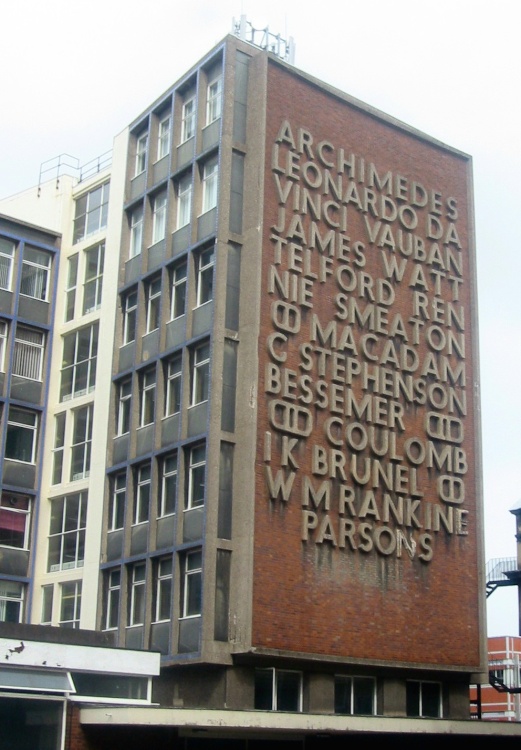 ARCHIMEDES
LEONARDO DA
VINCI VAUBAN
JAMES WATT
TELFORD REN
NIE SMEATON
MACADAM
C STEPHENSON
BESSEMER
COULOMB
I K BRUNEL
W M RANKINE
PARSONS